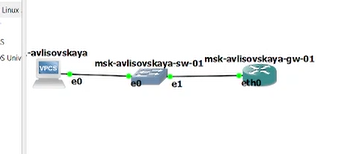 Linux
S
S Univ
-avlisovskaya
VPCS
msk-avlisovskaya-sw-01
msk-avlisovskaya-gw-01
e0
e0
e1
eth0